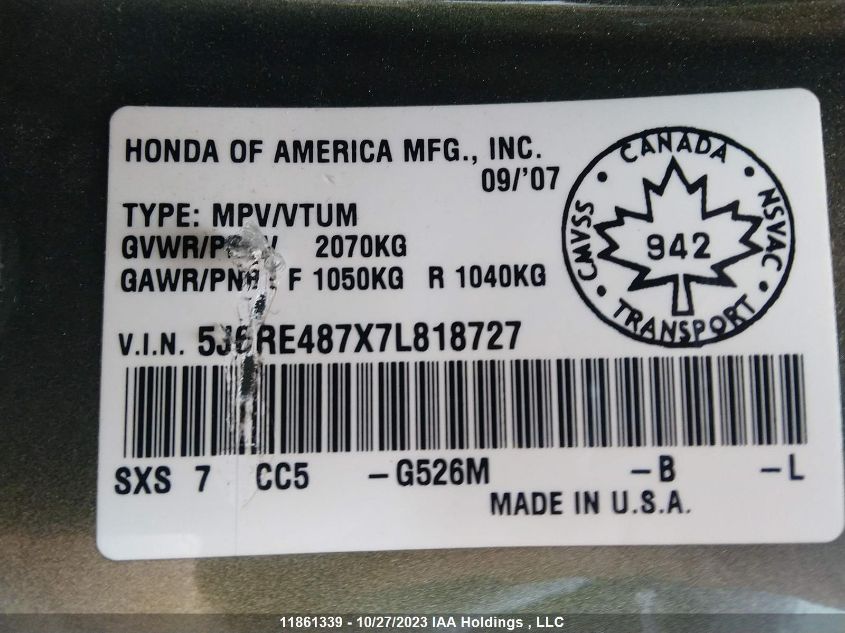 HONDA OF AMERICA MFG., INC.
09/'07
TYPE: MPV/VTUM
2070KG
F 1050KG R 1040KG
V.I.N.
SXS 7 CC5 -G526M -B -L
MADE IN U.S.A.
CANADA
CMVSS
942
NSVAC
TRANSPORT
11861339 - 10/27/2023 IAA Holdings , LLC